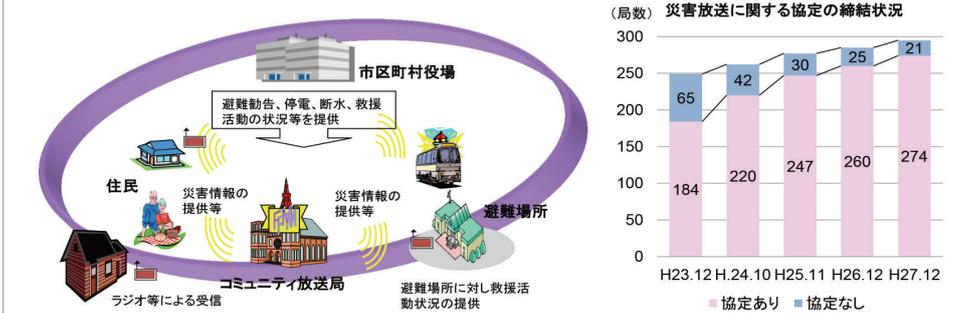 市区町村役場
避難勧告、停電、断水、救援
活動の状況等を提供
住民
災害情報の
提供等
災害情報の
提供等
避難場所
FM
コミュニティ放送局
ラジオ等による受信
避難場所に対し救援活
動状況の提供
(局数) 災害放送に関する協定の締結状況
300
250
200
150
100
50
0
65
42
30
25
21
184
220
247
260
274
H23.12
H.24.10
H25.11
H26.12
H27.12
協定あり
協定なし